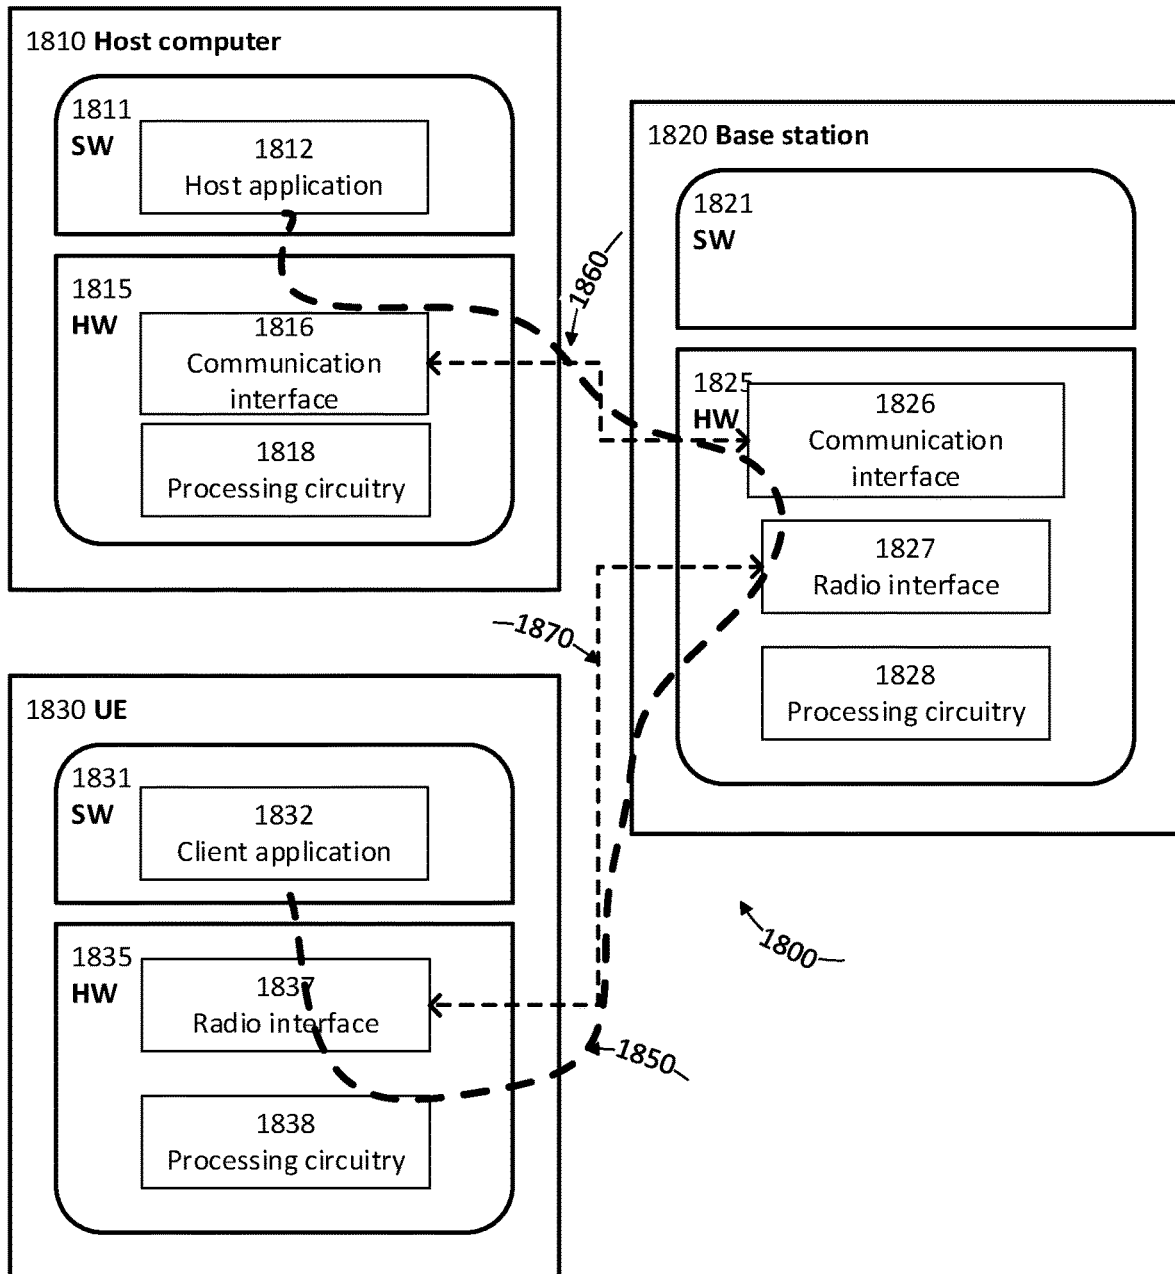 1810 Host computer
1811
SW
1812
Host application
1815
HW
1816
Communication
interface
1818
Processing circuitry
1860
1820 Base station
1821
SW
1825
HW
1826
Communication
interface
1827
Radio interface
1828
Processing circuitry
1870
1830 UE
1831
SW
1832
Client application
1835
HW
1837
Radio interface
1838
Processing circuitry
1850
1800